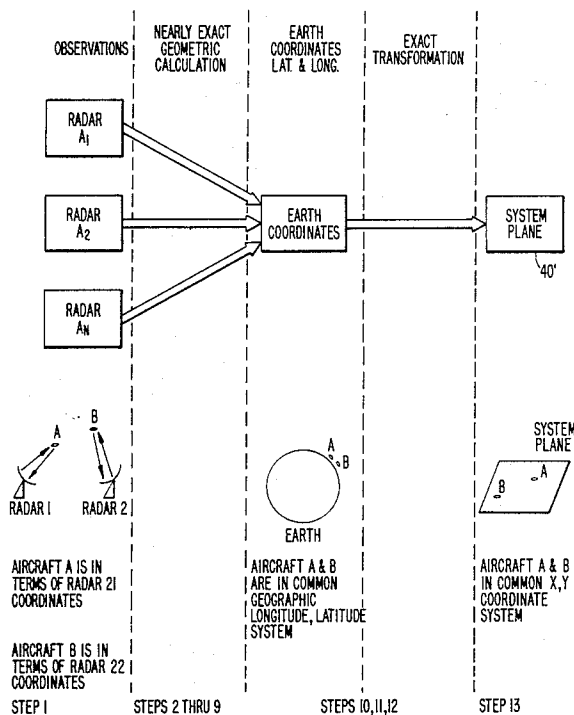 OBSERVATIONS
NEARLY EXACT
GEOMETRIC
CALCULATION
EARTH
COORDINATES
LAT. & LONG.
EXACT
TRANSFORMATION
RADAR
A1
RADAR
A2
RADAR
AN
EARTH
COORDINATES
SYSTEM
PLANE
40'
A
B
RADAR 1
RADAR 2
A
B
EARTH
SYSTEM
PLANE
A
B
AIRCRAFT A IS IN
TERMS OF RADAR 21
COORDINATES
AIRCRAFT B IS IN
TERMS OF RADAR 22
COORDINATES
AIRCRAFT A & B
ARE IN COMMON
GEOGRAPHIC
LONGITUDE, LATITUDE
SYSTEM
AIRCRAFT A & B
IN COMMON X,Y
COORDINATE
SYSTEM
STEP 1
STEPS 2 THRU 9
STEPS 10,11,12
STEP 13